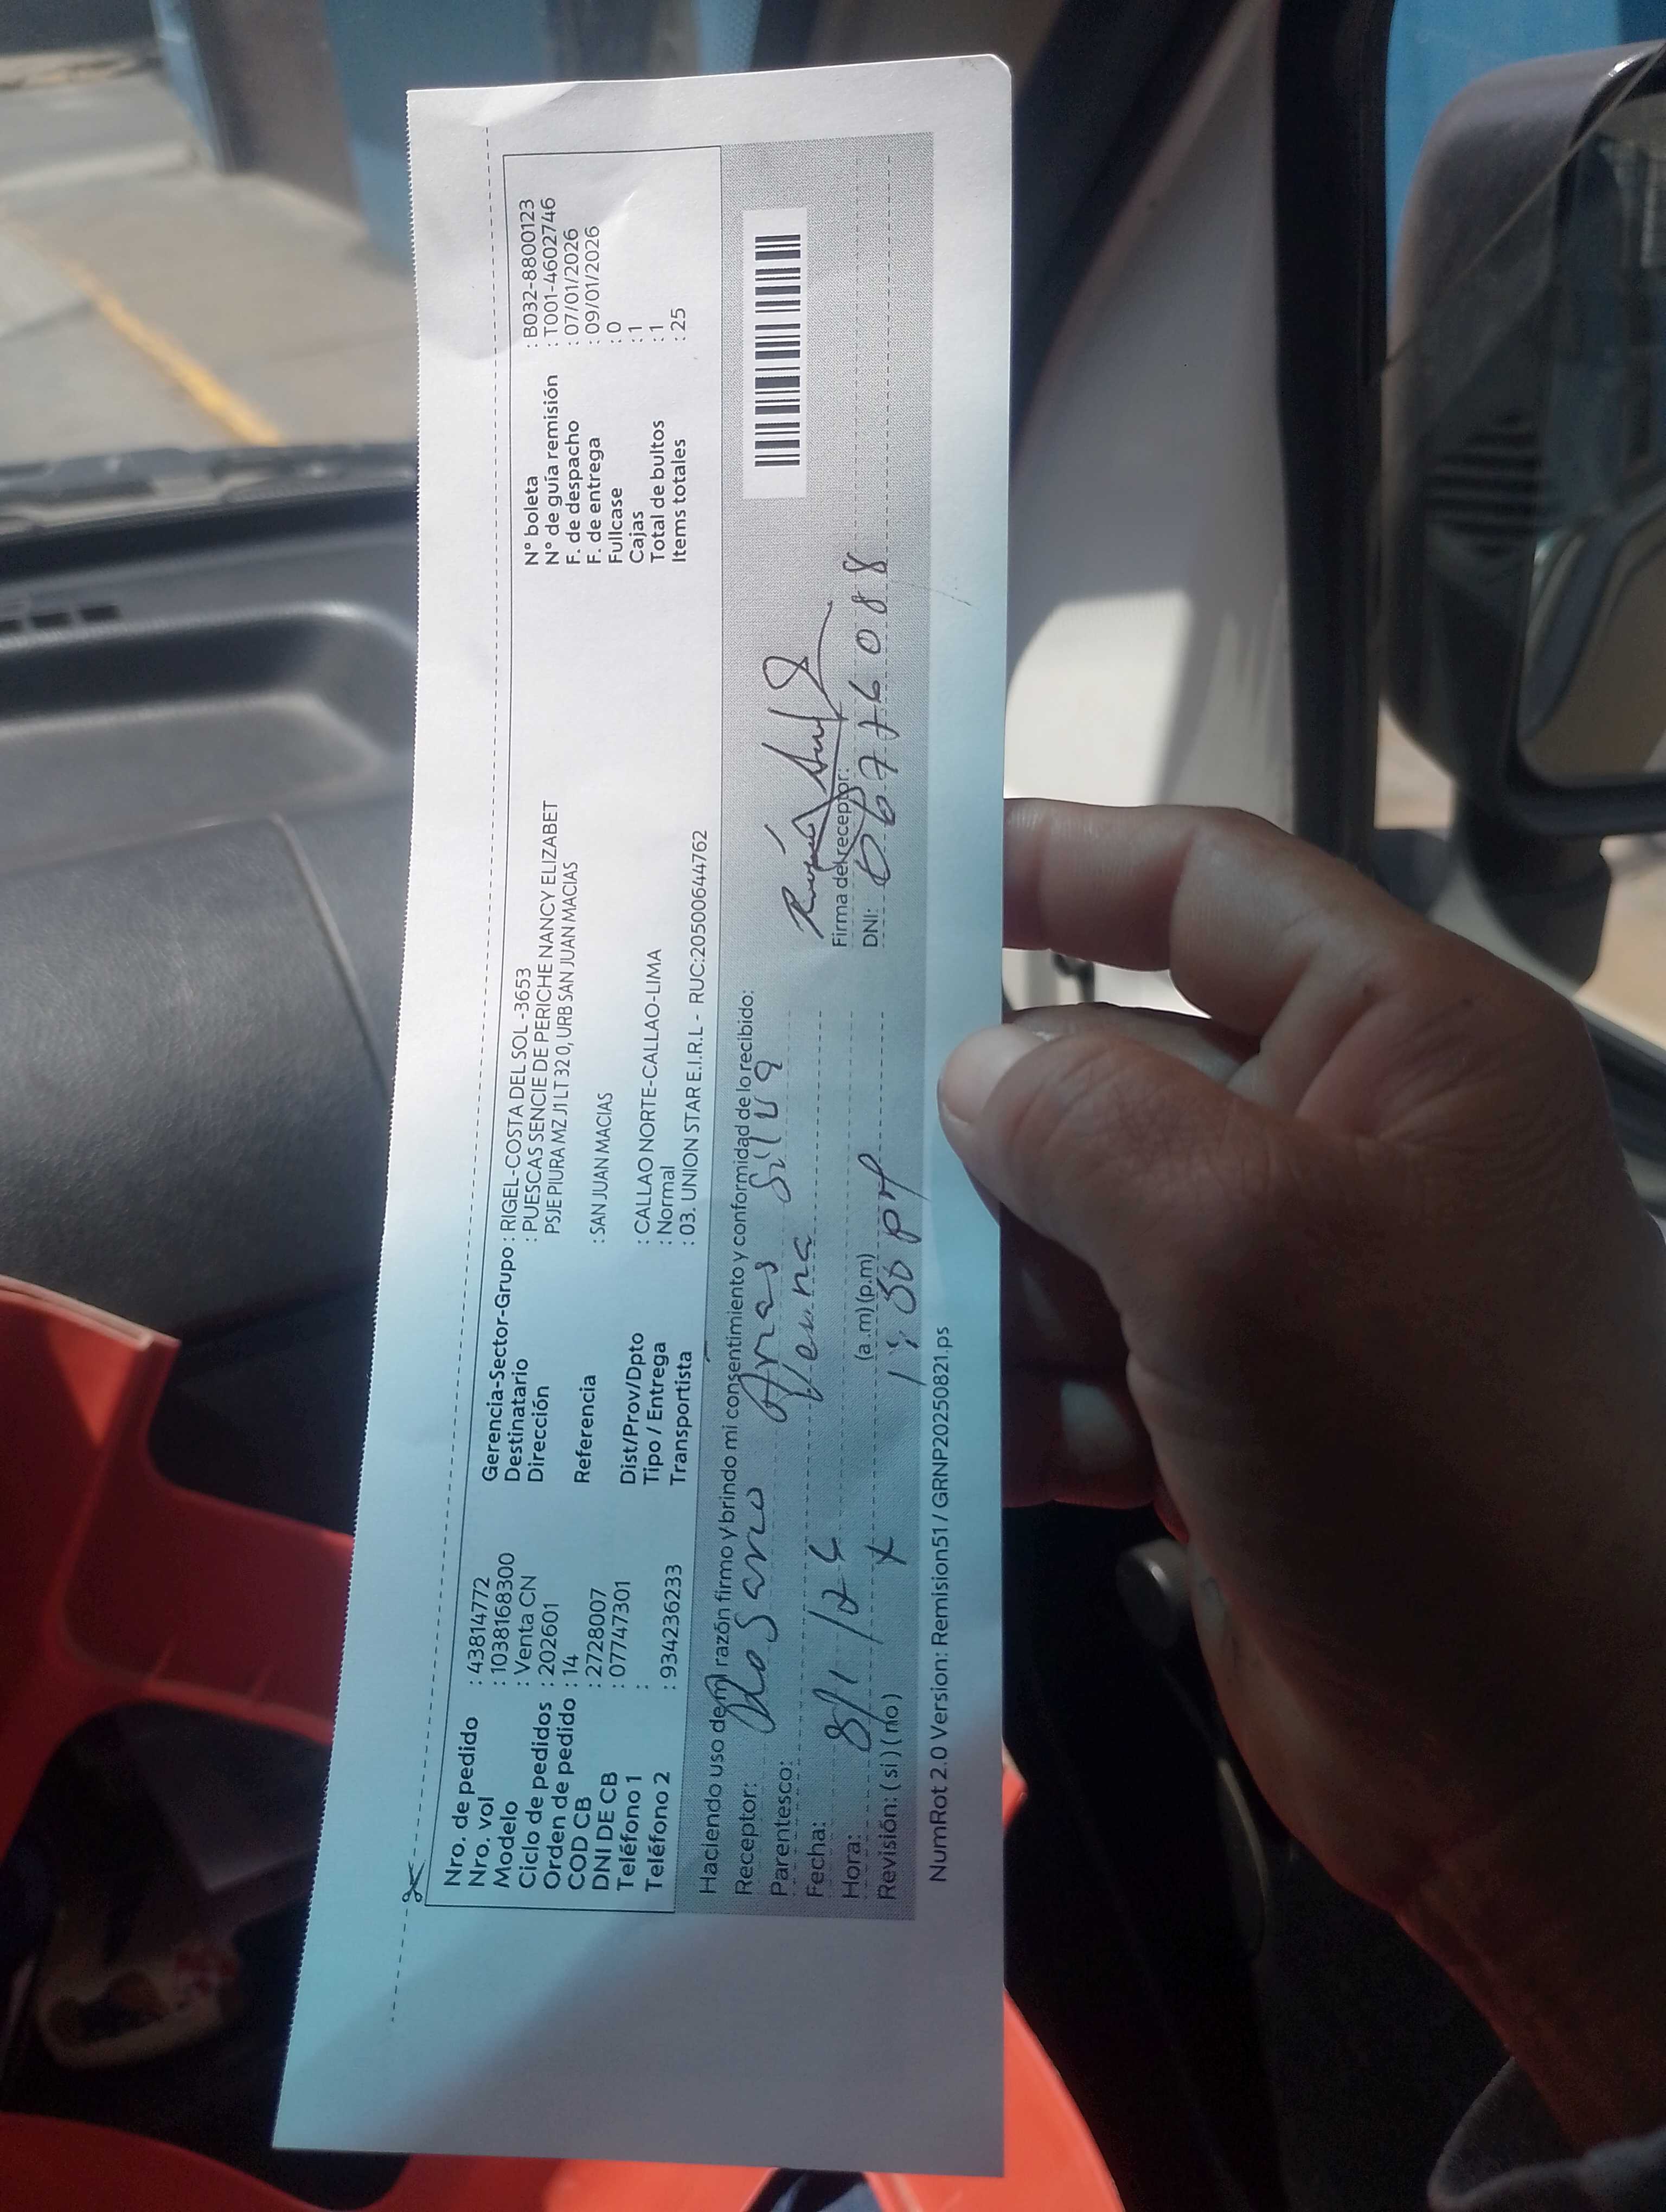 Nro. de pedido : 43814772
Nro. vol : 1038168300
Modelo : Venta CN
Ciclo de pedidos : 202601
Orden de pedido : 14
COD CB : 2728007
DNI DE CB : 07747301
Teléfono 1 :
Teléfono 2 : 934236233
Gerencia-Sector-Grupo : RIGEL-COSTA DEL SOL -3653
Destinatario : PUESCAS SENCIE DE PERICHE NANCY ELIZABET
Dirección PSJE PIURA MZ J1 LT 32 0, URB SAN JUAN MACIAS
Referencia : SAN JUAN MACIAS
Dist/Prov/Dpto : CALLAO NORTE-CALLAO-LIMA
Tipo / Entrega : Normal
Transportista : 03. UNION STAR E.I.R.L - RUC:20500644762
N° boleta : B032-8800123
N° de guía remisión : T001-4602746
F. de despacho : 07/01/2026
F. de entrega : 09/01/2026
Fullcase : 0
Cajas : 1
Total de bultos : 1
Items totales : 25
Haciendo uso de mi razón firmo y brindo mi consentimiento y conformidad de lo recibido:
Receptor: Rosario Arias Silva
Parentesco:
Fecha: 8/1/26
Hora: (a.m) (p.m) 1:50 pm
Revisión: (si) (no) x
Firma del receptor:
DNI: 06776088
NumRot 2.0 Version: Remision51 / GRNP20250821.ps